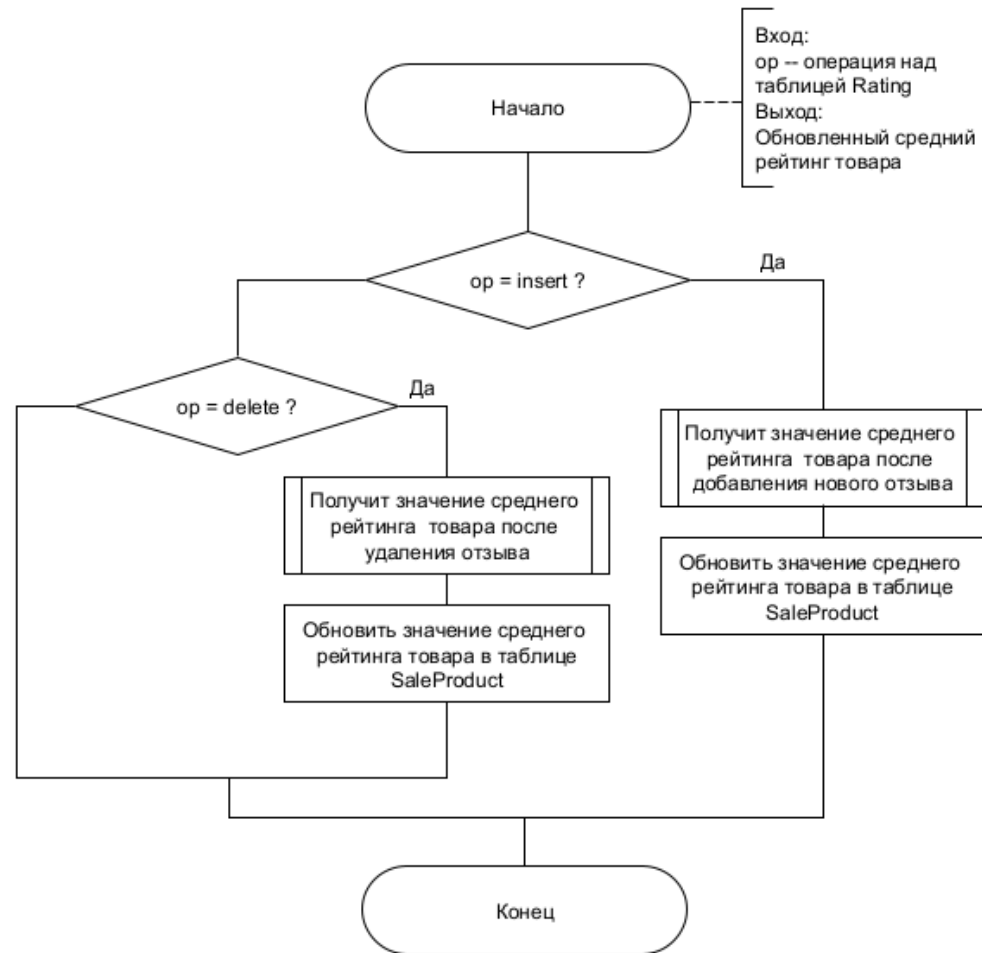 Вход:
op -- операция над
таблицей Rating
Выход:
Обновленный средний
рейтинг товара
Начало
op = insert ?
Да
op = delete ?
Да
Получит значение среднего
рейтинга товара после
добавления нового отзыва
Получит значение среднего
рейтинга товара после
удаления отзыва
Обновить значение среднего
рейтинга товара в таблице
SaleProduct
Обновить значение среднего
рейтинга товара в таблице
SaleProduct
Конец